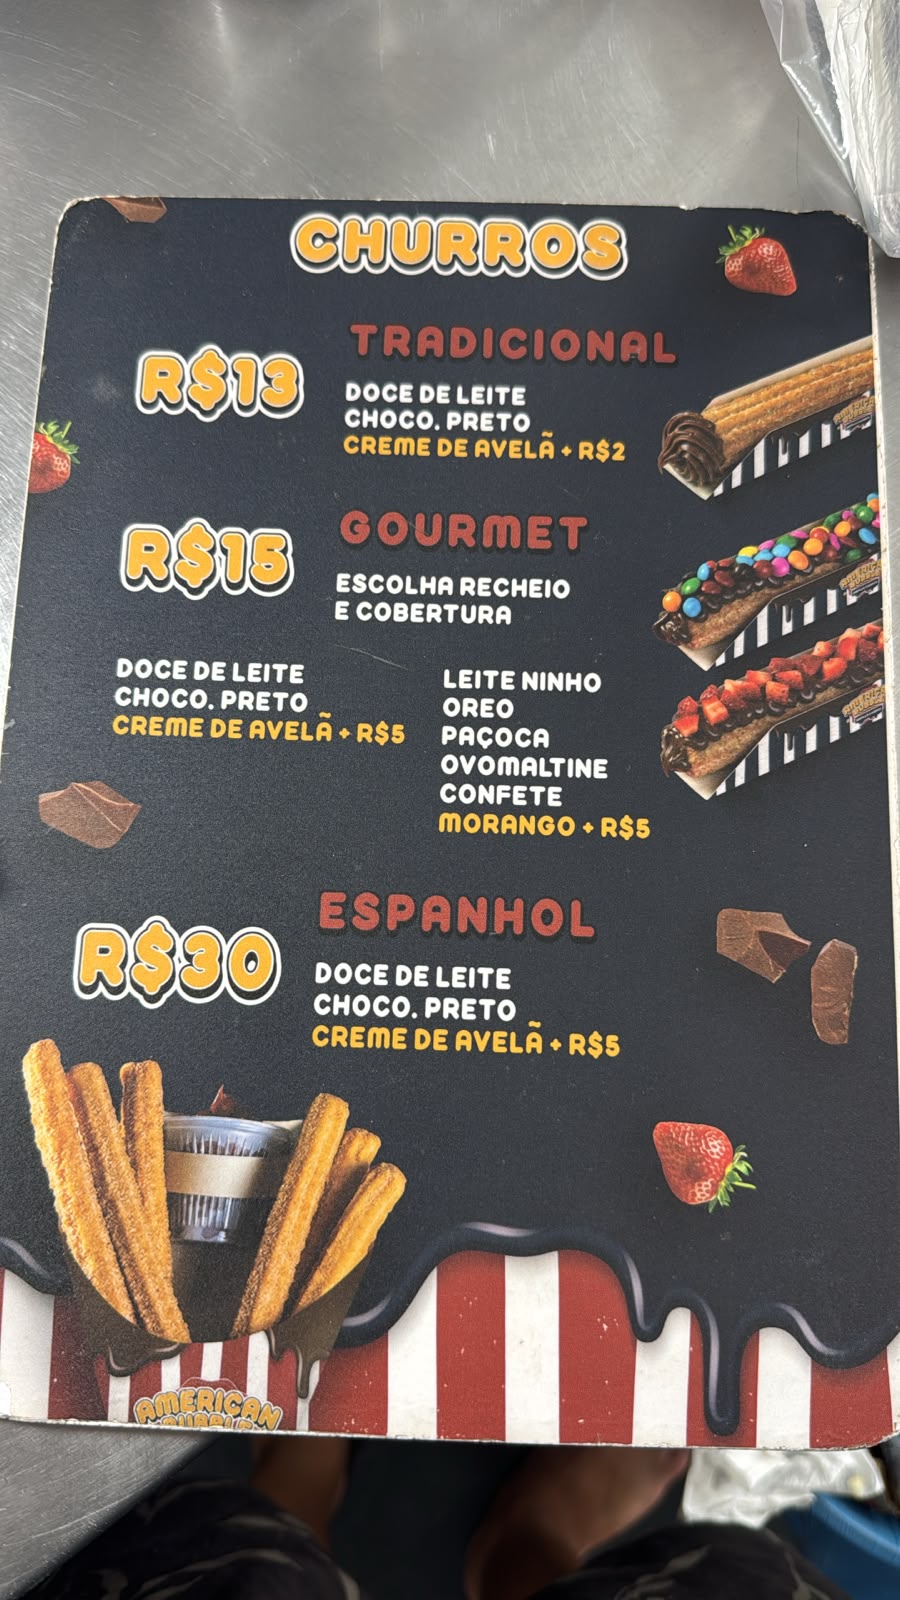 CHURROS
TRADICIONAL
R$13
DOCE DE LEITE
CHOCO. PRETO
CREME DE AVELÃ + R$2
GOURMET
R$15
ESCOLHA RECHEIO
E COBERTURA
DOCE DE LEITE
CHOCO. PRETO
CREME DE AVELÃ + R$5
LEITE NINHO
OREO
PAÇOCA
OVOMALTINE
CONFETE
MORANGO + R$5
ESPANHOL
R$30
DOCE DE LEITE
CHOCO. PRETO
CREME DE AVELÃ + R$5
AMERICAN